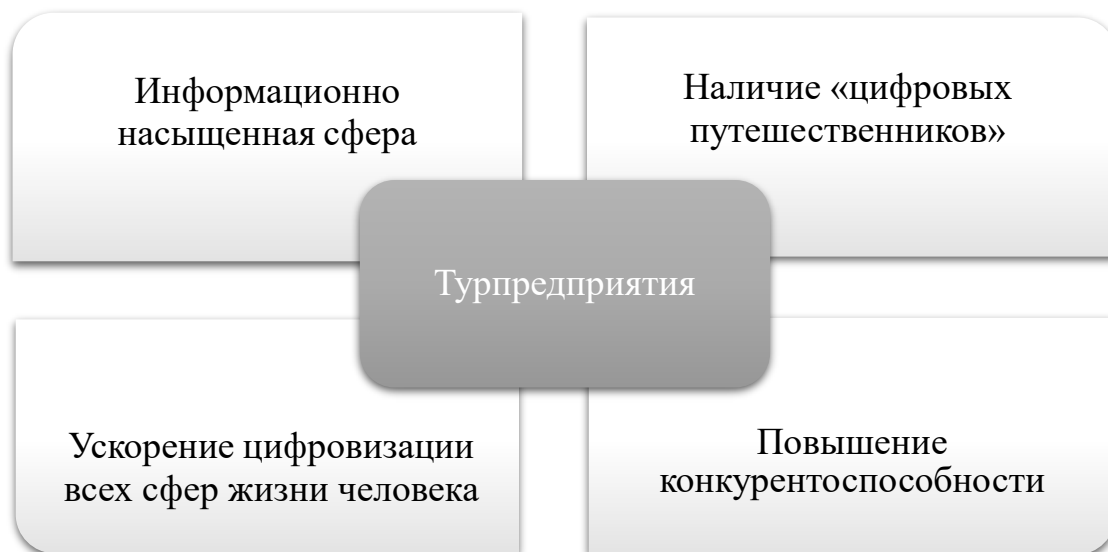 Информационно
насыщенная сфера
Наличие «цифровых
путешественников»
Турпредприятия
Ускорение цифровизации
всех сфер жизни человека
Повышение
конкурентоспособности